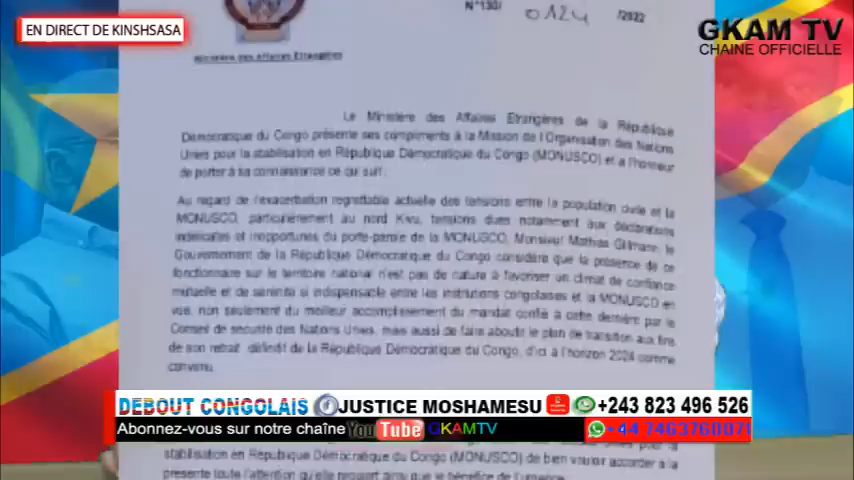 EN DIRECT DE KINSHSASA
GKAM TV
CHAINE OFFICIELLE
N°130/ 0124 /2022
Ministère des Affaires Etrangères
Le Ministère des Affaires Etrangères de la République
Démocratique du Congo présente ses compliments à la Mission de l'Organisation des Nations
Unies pour la stabilisation en République Démocratique du Congo (MONUSCO) et a l'honneur
de porter à sa connaissance ce qui suit.
Au regard de l'exacerbation regrettable actuelle des tensions entre la population civile et la
MONUSCO, particulièrement au nord Kivu, tensions dues notamment aux déclarations
indélicates et inopportunes du porte-parole de la MONUSCO, Monsieur Mathias Gillmann, le
Gouvernement de la République Démocratique du Congo considère que la présence de ce
fonctionnaire sur le territoire national n'est pas de nature à favoriser un climat de confiance
mutuelle et de sérénité si indispensable entre les institutions congolaises et la MONUSCO en
vue, non seulement du meilleur accomplissement du mandat confié à cette dernière par le
Conseil de sécurité des Nations Unies, mais aussi de faire aboutir le plan de transition aux fins
de son retrait définitif de la République Démocratique du Congo, d'ici à l'horizon 2024 comme
convenu.
DEBOUT CONGOLAIS JUSTICE MOSHAMESU +243 823 496 526
Abonnez-vous sur notre chaîne YouTube GKAMTV +44 7463760071
stabilisation en République Démocratique du Congo (MONUSCO) de bien vouloir accorder à la
présente toute l'attention qu'elle requiert ainsi que le bénéfice de l'urgence